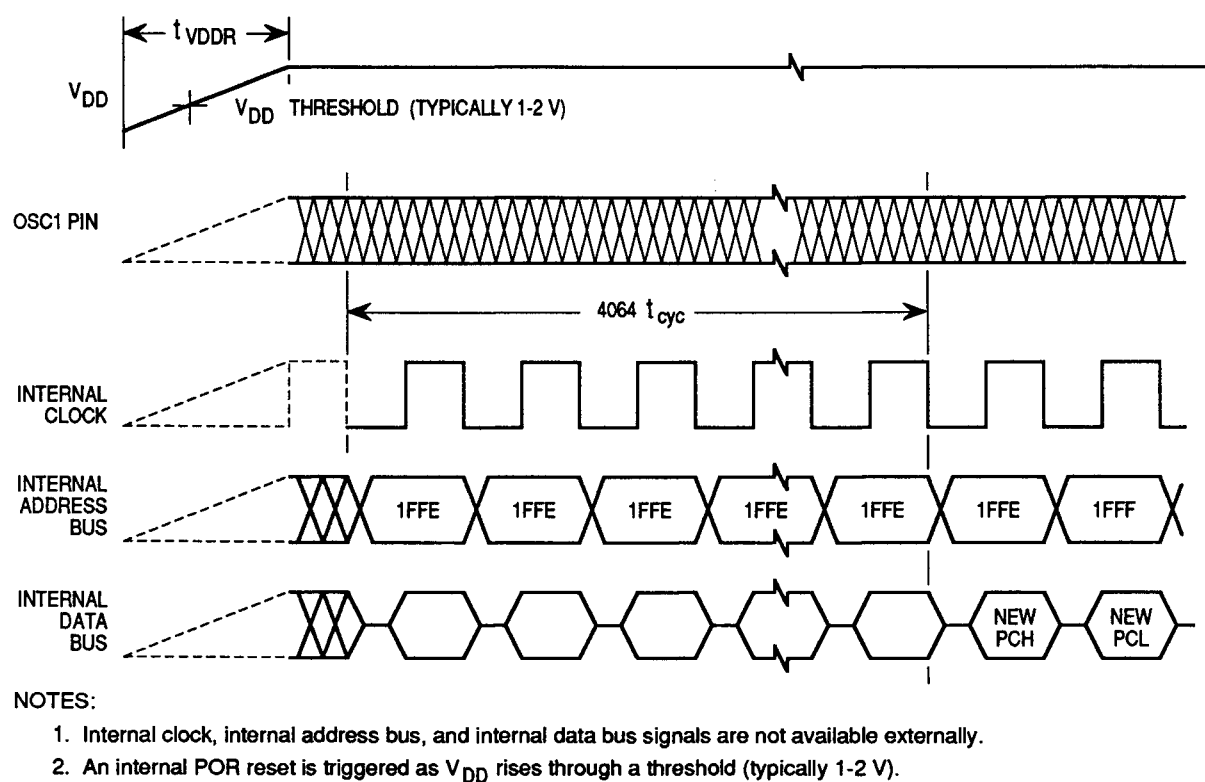 t VDDR
VDD
VDD THRESHOLD (TYPICALLY 1-2 V)
OSC1 PIN
4064 tcyc
INTERNAL
CLOCK
INTERNAL
ADDRESS
BUS
1FFE 1FFE 1FFE 1FFE 1FFE 1FFE 1FFF
INTERNAL
DATA
BUS
NEW
PCH
NEW
PCL
NOTES:
1. Internal clock, internal address bus, and internal data bus signals are not available externally.
2. An internal POR reset is triggered as VDD rises through a threshold (typically 1-2 V).